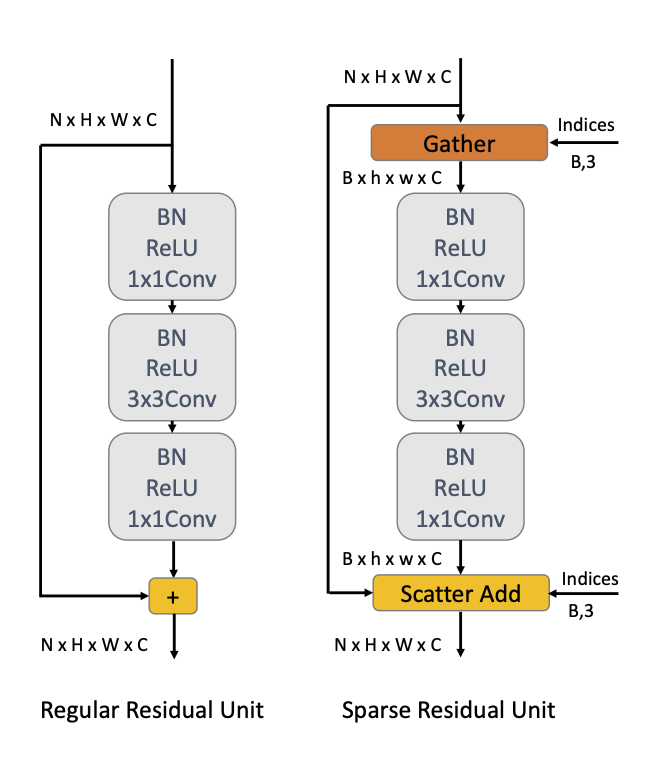 N x H x W x C
BN
ReLU
1x1Conv
BN
ReLU
3x3Conv
BN
ReLU
1x1Conv
+
N x H x W x C
Regular Residual Unit
N x H x W x C
Gather
Indices
B,3
B x h x w x C
BN
ReLU
1x1Conv
BN
ReLU
3x3Conv
BN
ReLU
1x1Conv
B x h x w x C
Scatter Add
Indices
B,3
N x H x W x C
Sparse Residual Unit